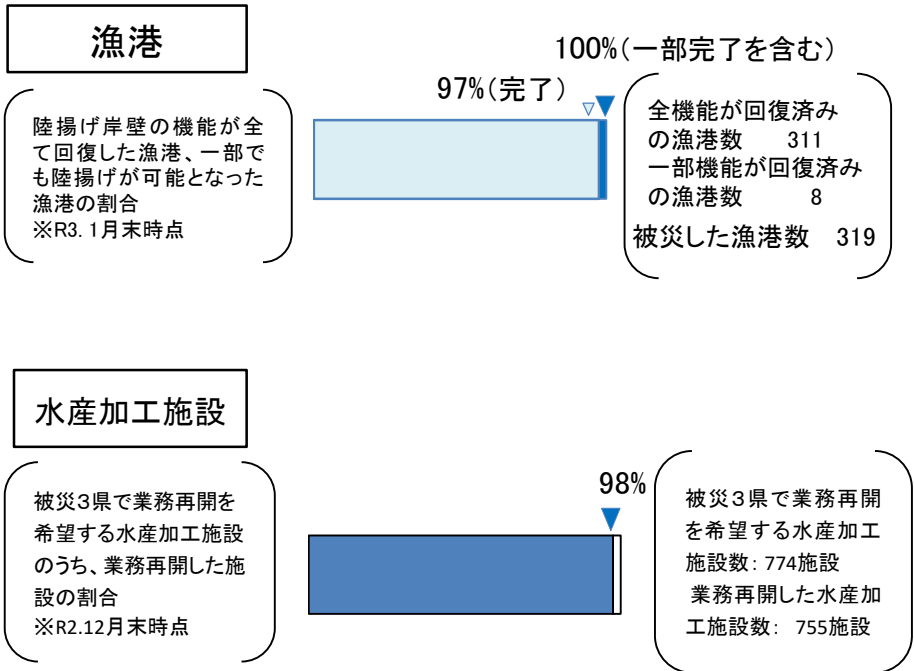 漁港
陸揚げ岸壁の機能が全
て回復した漁港、一部で
も陸揚げが可能となった
漁港の割合
※R3. 1月末時点
100%(一部完了を含む)
97%(完了)
全機能が回復済み
の漁港数 311
一部機能が回復済み
の漁港数 8
被災した漁港数 319
水産加工施設
被災3県で業務再開を
希望する水産加工施設
のうち、業務再開した施
設の割合
※R2.12月末時点
98%
被災3県で業務再開
を希望する水産加工
施設数: 774施設
業務再開した水産加
工施設数: 755施設